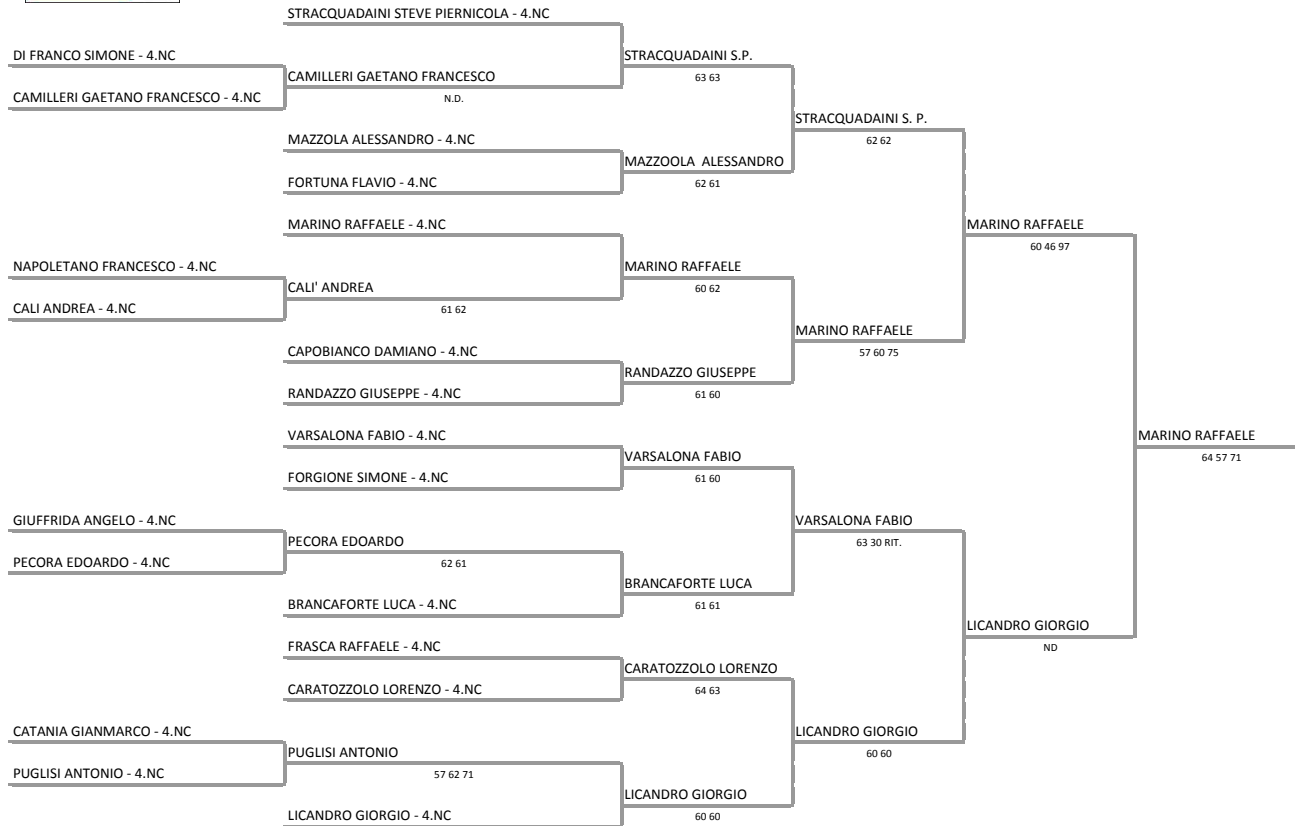 STRACQUADAINI STEVE PIERNICOLA - 4.NC
DI FRANCO SIMONE - 4.NC
STRACQUADAINI S.P.
CAMILLERI GAETANO FRANCESCO
63 63
CAMILLERI GAETANO FRANCESCO - 4.NC
N.D.
STRACQUADAINI S. P.
MAZZOLA ALESSANDRO - 4.NC
62 62
MAZZOOLA ALESSANDRO
FORTUNA FLAVIO - 4.NC
62 61
MARINO RAFFAELE - 4.NC
MARINO RAFFAELE
60 46 97
NAPOLETANO FRANCESCO - 4.NC
MARINO RAFFAELE
CALI' ANDREA
60 62
CALI ANDREA - 4.NC
61 62
MARINO RAFFAELE
CAPOBIANCO DAMIANO - 4.NC
57 60 75
RANDAZZO GIUSEPPE
RANDAZZO GIUSEPPE - 4.NC
61 60
VARSALONA FABIO - 4.NC
MARINO RAFFAELE
VARSALONA FABIO
64 57 71
FORGIONE SIMONE - 4.NC
61 60
GIUFFRIDA ANGELO - 4.NC
VARSALONA FABIO
PECORA EDOARDO
63 30 RIT.
PECORA EDOARDO - 4.NC
62 61
BRANCAFORTE LUCA
BRANCAFORTE LUCA - 4.NC
61 61
LICANDRO GIORGIO
FRASCA RAFFAELE - 4.NC
ND
CARATOZZOLO LORENZO
CARATOZZOLO LORENZO - 4.NC
64 63
CATANIA GIANMARCO - 4.NC
LICANDRO GIORGIO
PUGLISI ANTONIO
60 60
PUGLISI ANTONIO - 4.NC
57 62 71
LICANDRO GIORGIO
LICANDRO GIORGIO - 4.NC
60 60